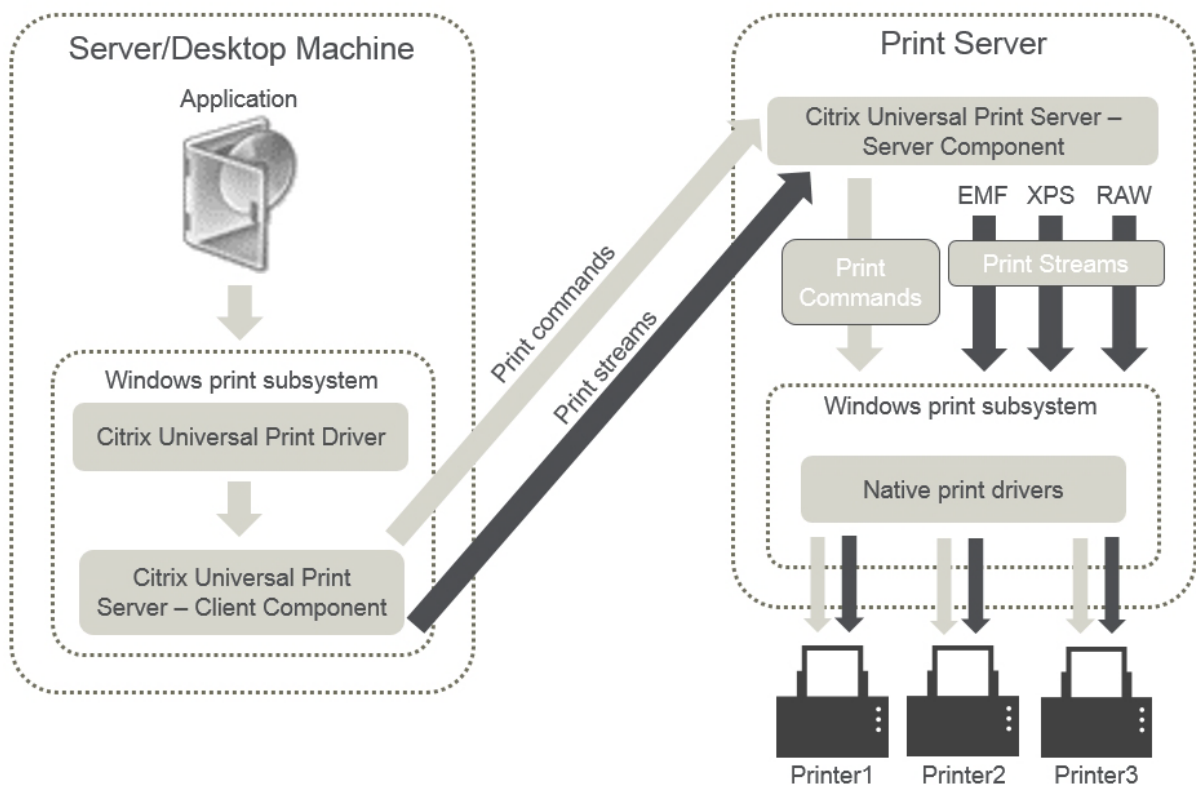 Server/Desktop Machine
Application
Windows print subsystem
Citrix Universal Print Driver
Citrix Universal Print
Server – Client Component
Print commands
Print streams
Print Server
Citrix Universal Print Server –
Server Component
EMF XPS RAW
Print
Commands
Print Streams
Windows print subsystem
Native print drivers
Printer1 Printer2 Printer3